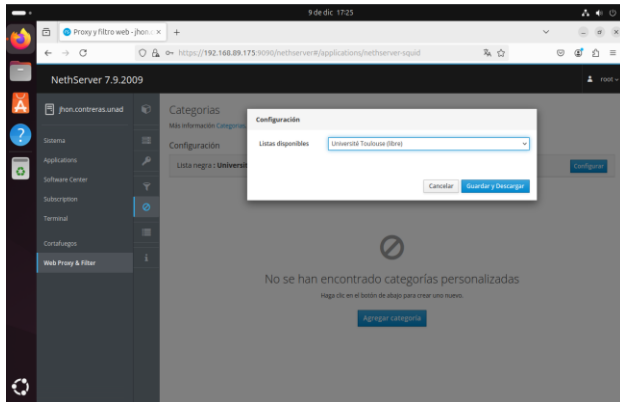 9 de dic 17:25
Proxy y filtro web - jhon.c
https://192.168.89.175:9090/nethserver#/applications/nethserver-squid
NethServer 7.9.2009
root
jhon.contreras.unad
Sistema
Applications
Software Center
Subscription
Terminal
Cortafuegos
Web Proxy & Filter
Categorías
Más información Categorías
Configuración
Lista negra : Universit
Configurar
Configuración
Listas disponibles
Université Toulouse (libre)
Cancelar
Guardar y Descargar
No se han encontrado categorías personalizadas
Haga clic en el botón de abajo para crear uno nuevo.
Agregar categoría